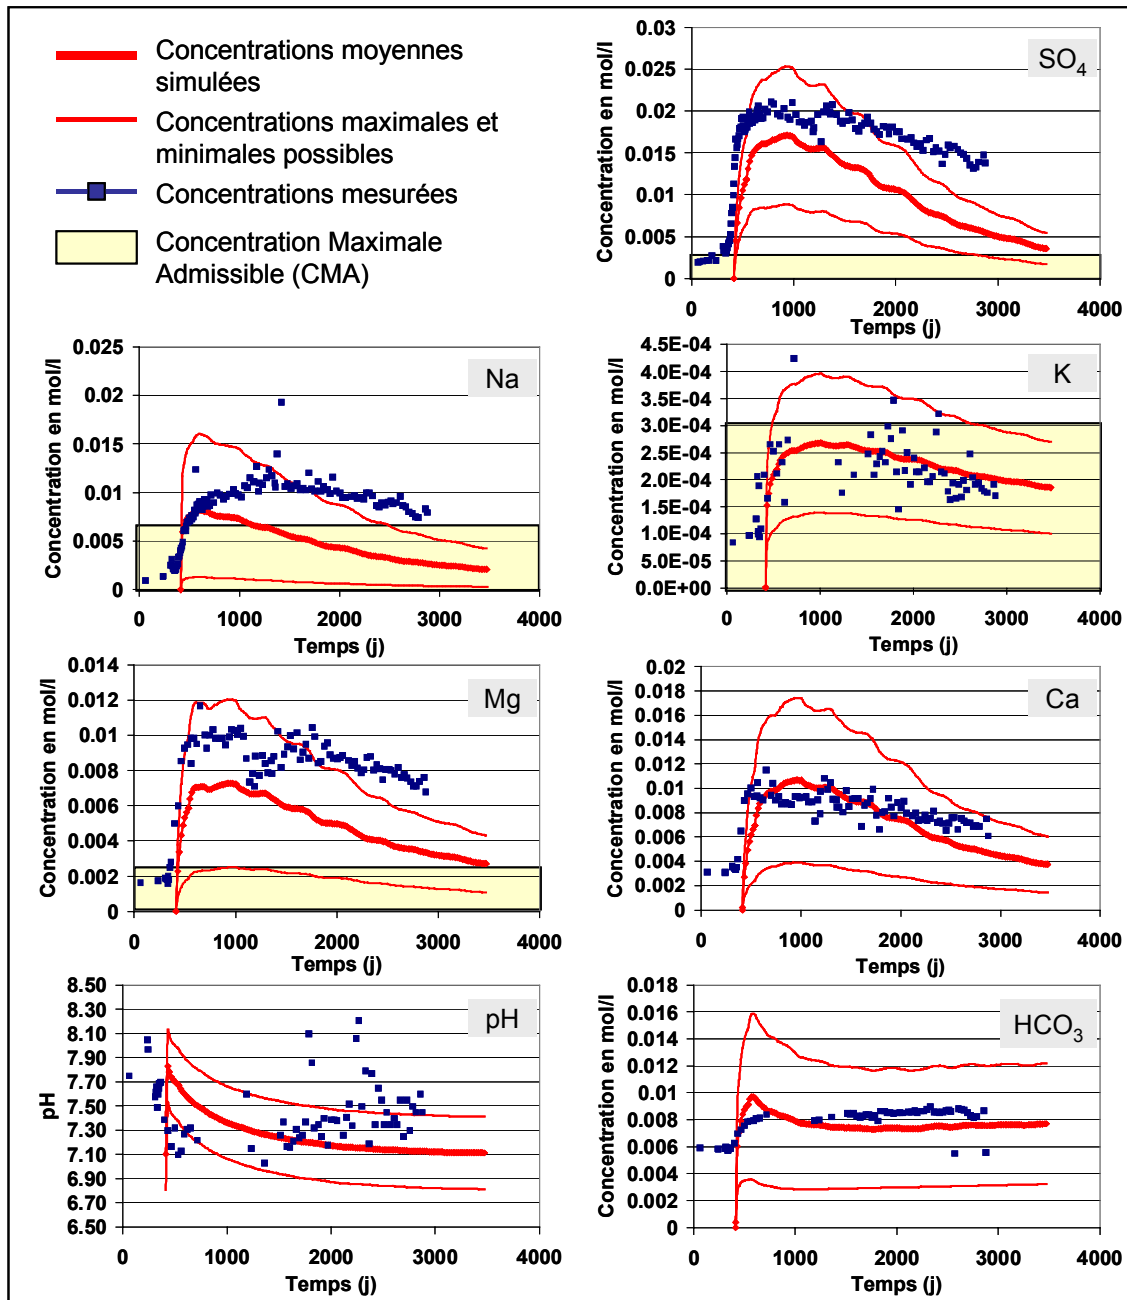 Concentrations moyennes
simulées
Concentrations maximales et
minimales possibles
Concentrations mesurées
Concentration Maximale
Admissible (CMA)
SO4
Concentration en mol/l
0.03
0.025
0.02
0.015
0.01
0.005
0
0 1000 2000 3000 4000
Temps (j)
Na
Concentration en mol/l
0.025
0.02
0.015
0.01
0.005
0
0 1000 2000 3000 4000
Temps (j)
K
Concentration en mol/l
4.5E-04
4.0E-04
3.5E-04
3.0E-04
2.5E-04
2.0E-04
1.5E-04
1.0E-04
5.0E-05
0.0E+00
0 1000 2000 3000 4000
Temps (j)
Mg
Concentration en mol/l
0.014
0.012
0.01
0.008
0.006
0.004
0.002
0
0 1000 2000 3000 4000
Temps (j)
Ca
Concentration en mol/l
0.02
0.018
0.016
0.014
0.012
0.01
0.008
0.006
0.004
0.002
0
0 1000 2000 3000 4000
Temps (j)
pH
pH
8.50
8.30
8.10
7.90
7.70
7.50
7.30
7.10
6.90
6.70
6.50
0 1000 2000 3000 4000
Temps (j)
HCO3
Concentration en mol/l
0.018
0.016
0.014
0.012
0.01
0.008
0.006
0.004
0.002
0
0 1000 2000 3000 4000
Temps (j)